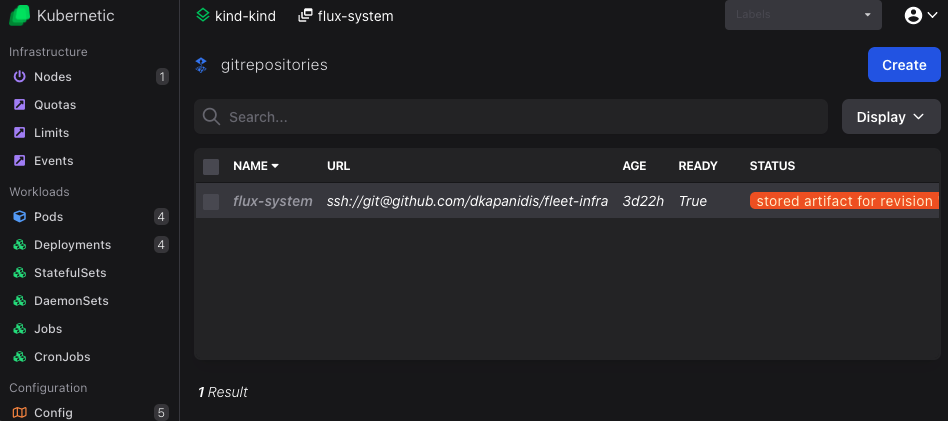 Kubernetic
kind-kind
flux-system
Labels
Infrastructure
Nodes 1
Quotas
Limits
Events
Workloads
Pods 4
Deployments 4
StatefulSets
DaemonSets
Jobs
CronJobs
Configuration
Config 5
gitrepositories
Create
Search...
Display
NAME URL AGE READY STATUS
flux-system ssh://git@github.com/dkapanidis/fleet-infra 3d22h True stored artifact for revision
1 Result